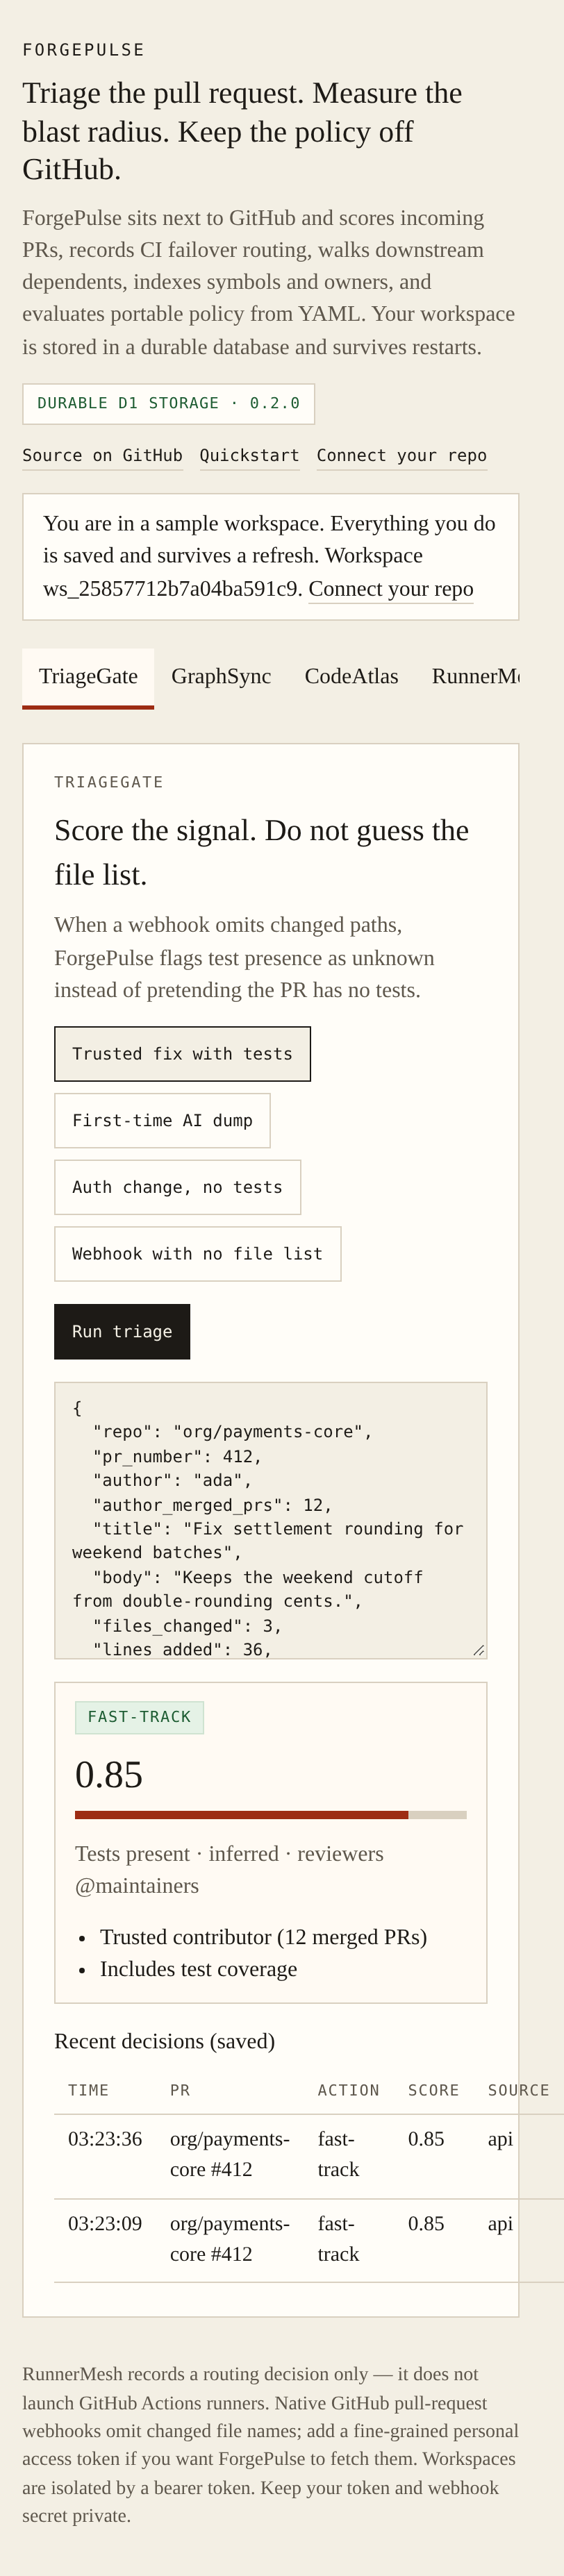 FORGEPULSE
Triage the pull request. Measure the
blast radius. Keep the policy off
GitHub.
ForgePulse sits next to GitHub and scores incoming
PRs, records CI failover routing, walks downstream
dependents, indexes symbols and owners, and
evaluates portable policy from YAML. Your workspace
is stored in a durable database and survives restarts.
DURABLE D1 STORAGE · 0.2.0
Source on GitHub Quickstart Connect your repo
You are in a sample workspace. Everything you do
is saved and survives a refresh. Workspace
ws_25857712b7a04ba591c9. Connect your repo
TriageGate GraphSync CodeAtlas RunnerMe
TRIAGEGATE
Score the signal. Do not guess the
file list.
When a webhook omits changed paths,
ForgePulse flags test presence as unknown
instead of pretending the PR has no tests.
Trusted fix with tests
First-time AI dump
Auth change, no tests
Webhook with no file list
Run triage
{
"repo": "org/payments-core",
"pr_number": 412,
"author": "ada",
"author_merged_prs": 12,
"title": "Fix settlement rounding for
weekend batches",
"body": "Keeps the weekend cutoff
from double-rounding cents.",
"files_changed": 3,
"lines_added": 36,
FAST-TRACK
0.85
Tests present · inferred · reviewers
@maintainers
• Trusted contributor (12 merged PRs)
• Includes test coverage
Recent decisions (saved)
TIME PR ACTION SCORE SOURCE
03:23:36 org/payments- fast- 0.85 api
core #412 track
03:23:09 org/payments- fast- 0.85 api
core #412 track
RunnerMesh records a routing decision only — it does not
launch GitHub Actions runners. Native GitHub pull-request
webhooks omit changed file names; add a fine-grained personal
access token if you want ForgePulse to fetch them. Workspaces
are isolated by a bearer token. Keep your token and webhook
secret private.